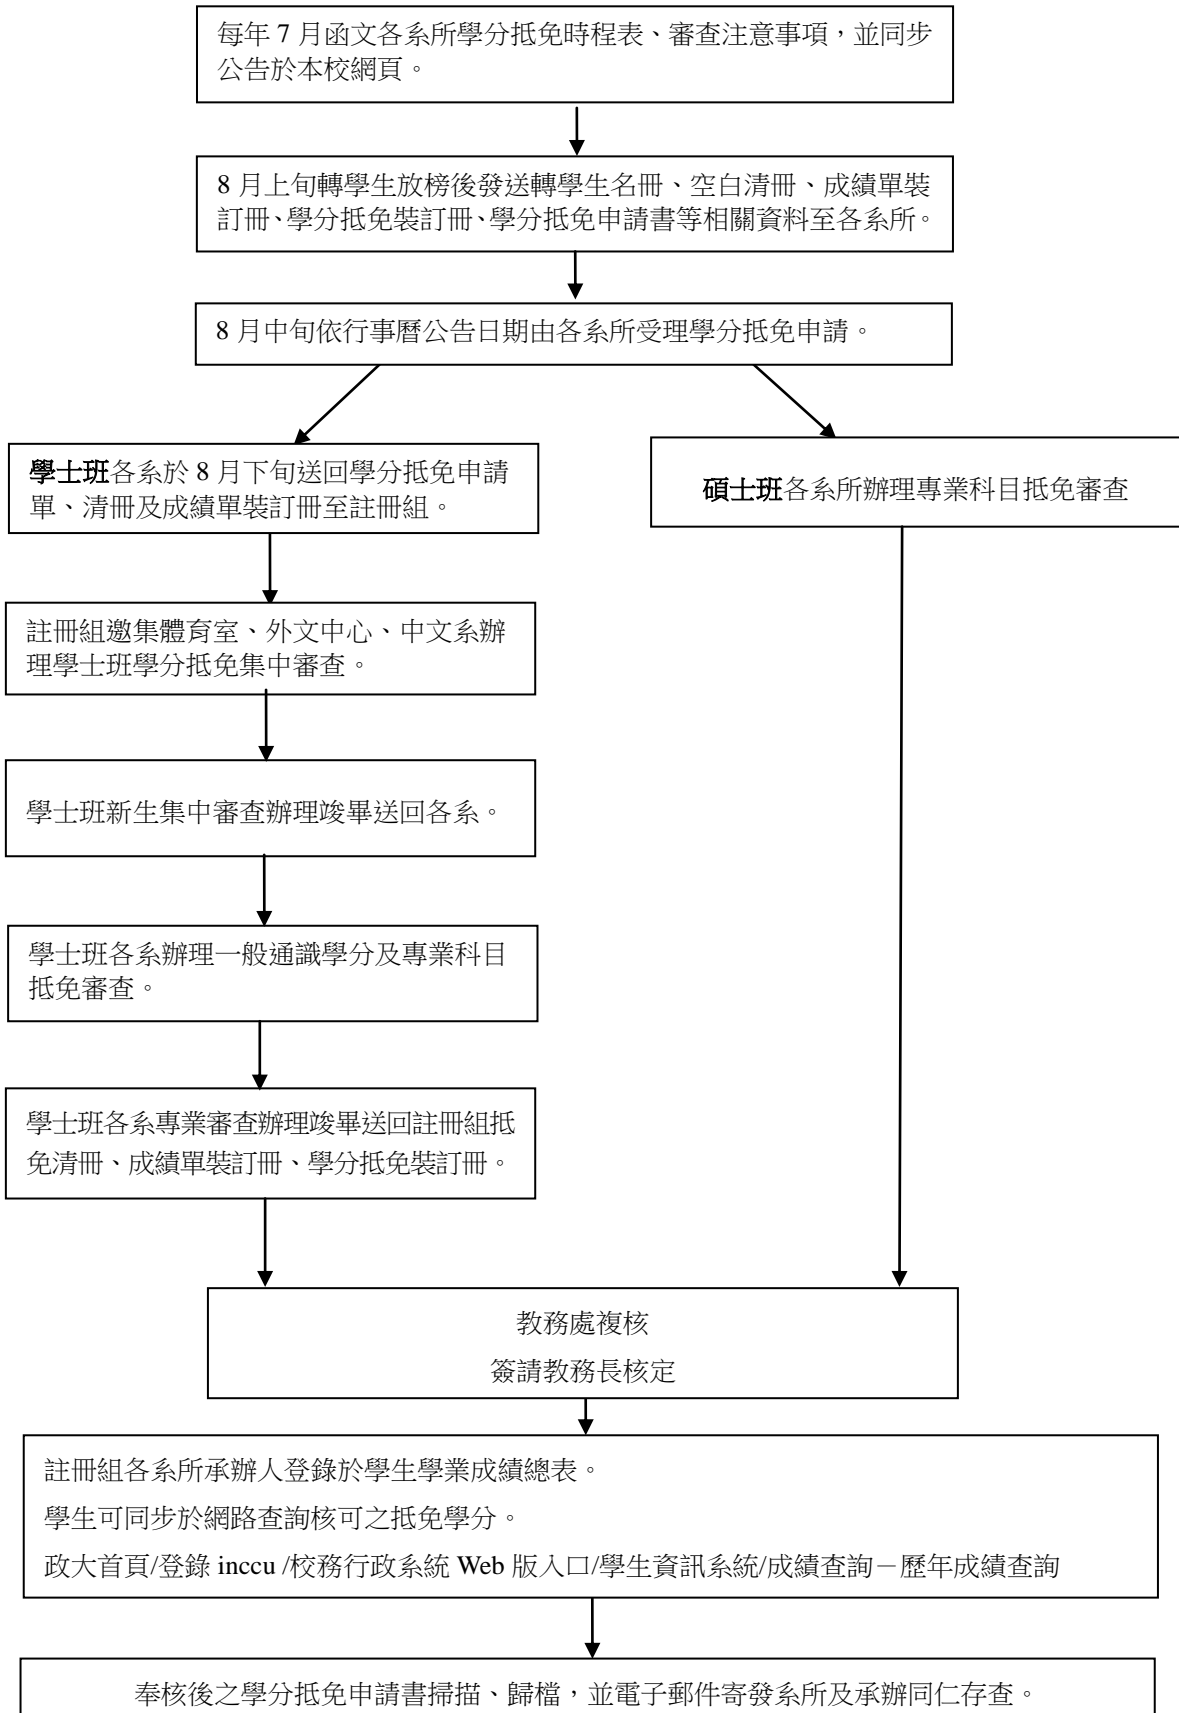 每年 7 月函文各系所學分抵免時程表、審查注意事項，並同步
公告於本校網頁。
8 月上旬轉學生放榜後發送轉學生名冊、空白清冊、成績單裝
訂冊、學分抵免裝訂冊、學分抵免申請書等相關資料至各系所。
8 月中旬依行事曆公告日期由各系所受理學分抵免申請。
學士班各系於 8 月下旬送回學分抵免申請
單、清冊及成績單裝訂冊至註冊組。
碩士班各系所辦理專業科目抵免審查
註冊組邀集體育室、外文中心、中文系辦
理學士班學分抵免集中審查。
學士班新生集中審查辦理竣畢送回各系。
學士班各系辦理一般通識學分及專業科目
抵免審查。
學士班各系專業審查辦理竣畢送回註冊組抵
免清冊、成績單裝訂冊、學分抵免裝訂冊。
教務處複核
簽請教務長核定
註冊組各系所承辦人登錄於學生學業成績總表。
學生可同步於網路查詢核可之抵免學分。
政大首頁/登錄 inccu /校務行政系統 Web 版入口/學生資訊系統/成績查詢－歷年成績查詢
奉核後之學分抵免申請書掃描、歸檔，並電子郵件寄發系所及承辦同仁存查。